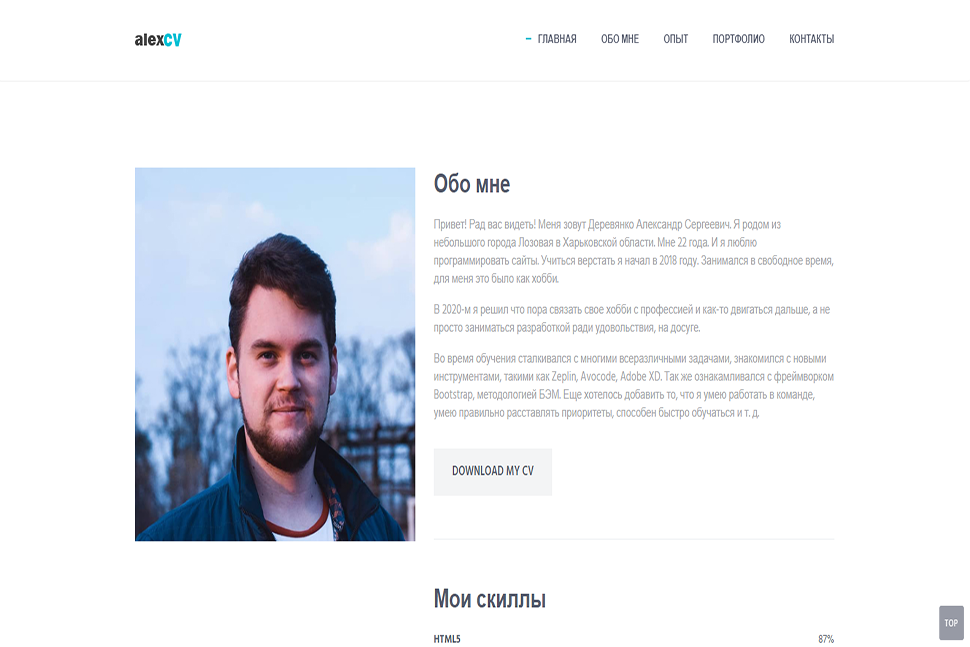 alexCV
ГЛАВНАЯ ОБО МНЕ ОПЫТ ПОРТФОЛИО КОНТАКТЫ
Обо мне
Привет! Рад вас видеть! Меня зовут Деревянко Александр Сергеевич. Я родом из
небольшого города Лозовая в Харьковской области. Мне 22 года. И я люблю
программировать сайты. Учиться верстать я начал в 2018 году. Занимался в свободное время,
для меня это было как хобби.
В 2020-м я решил что пора связать свое хобби с профессией и как-то двигаться дальше, а не
просто заниматься разработкой ради удовольствия, на досуге.
Во время обучения сталкивался с многими всеразличными задачами, знакомился с новыми
инструментами, такими как Zeplin, Avocode, Adobe XD. Так же ознакамливался с фреймворком
Bootstrap, методологией БЭМ. Еще хотелось добавить то, что я умею работать в команде,
умею правильно расставлять приоритеты, способен быстро обучаться и т. д.
DOWNLOAD MY CV
Мои скиллы
HTML5 87%
TOP